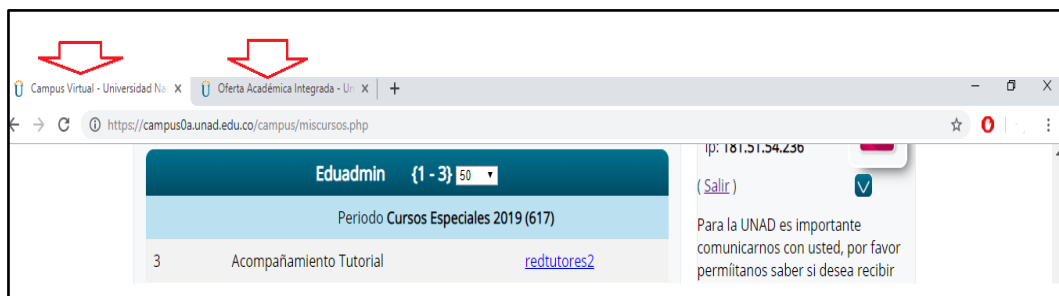 Campus Virtual - Universidad Na X
Oferta Académica Integrada - Un X +
https://campus0a.unad.edu.co/campus/miscursos.php
Eduadmin {1 - 3} 50
Periodo Cursos Especiales 2019 (617)
3 Acompañamiento Tutorial redtutores2
Ip: 181.51.54.236
( Salir )
Para la UNAD es importante
comunicarnos con usted, por favor
permíitanos saber si desea recibir